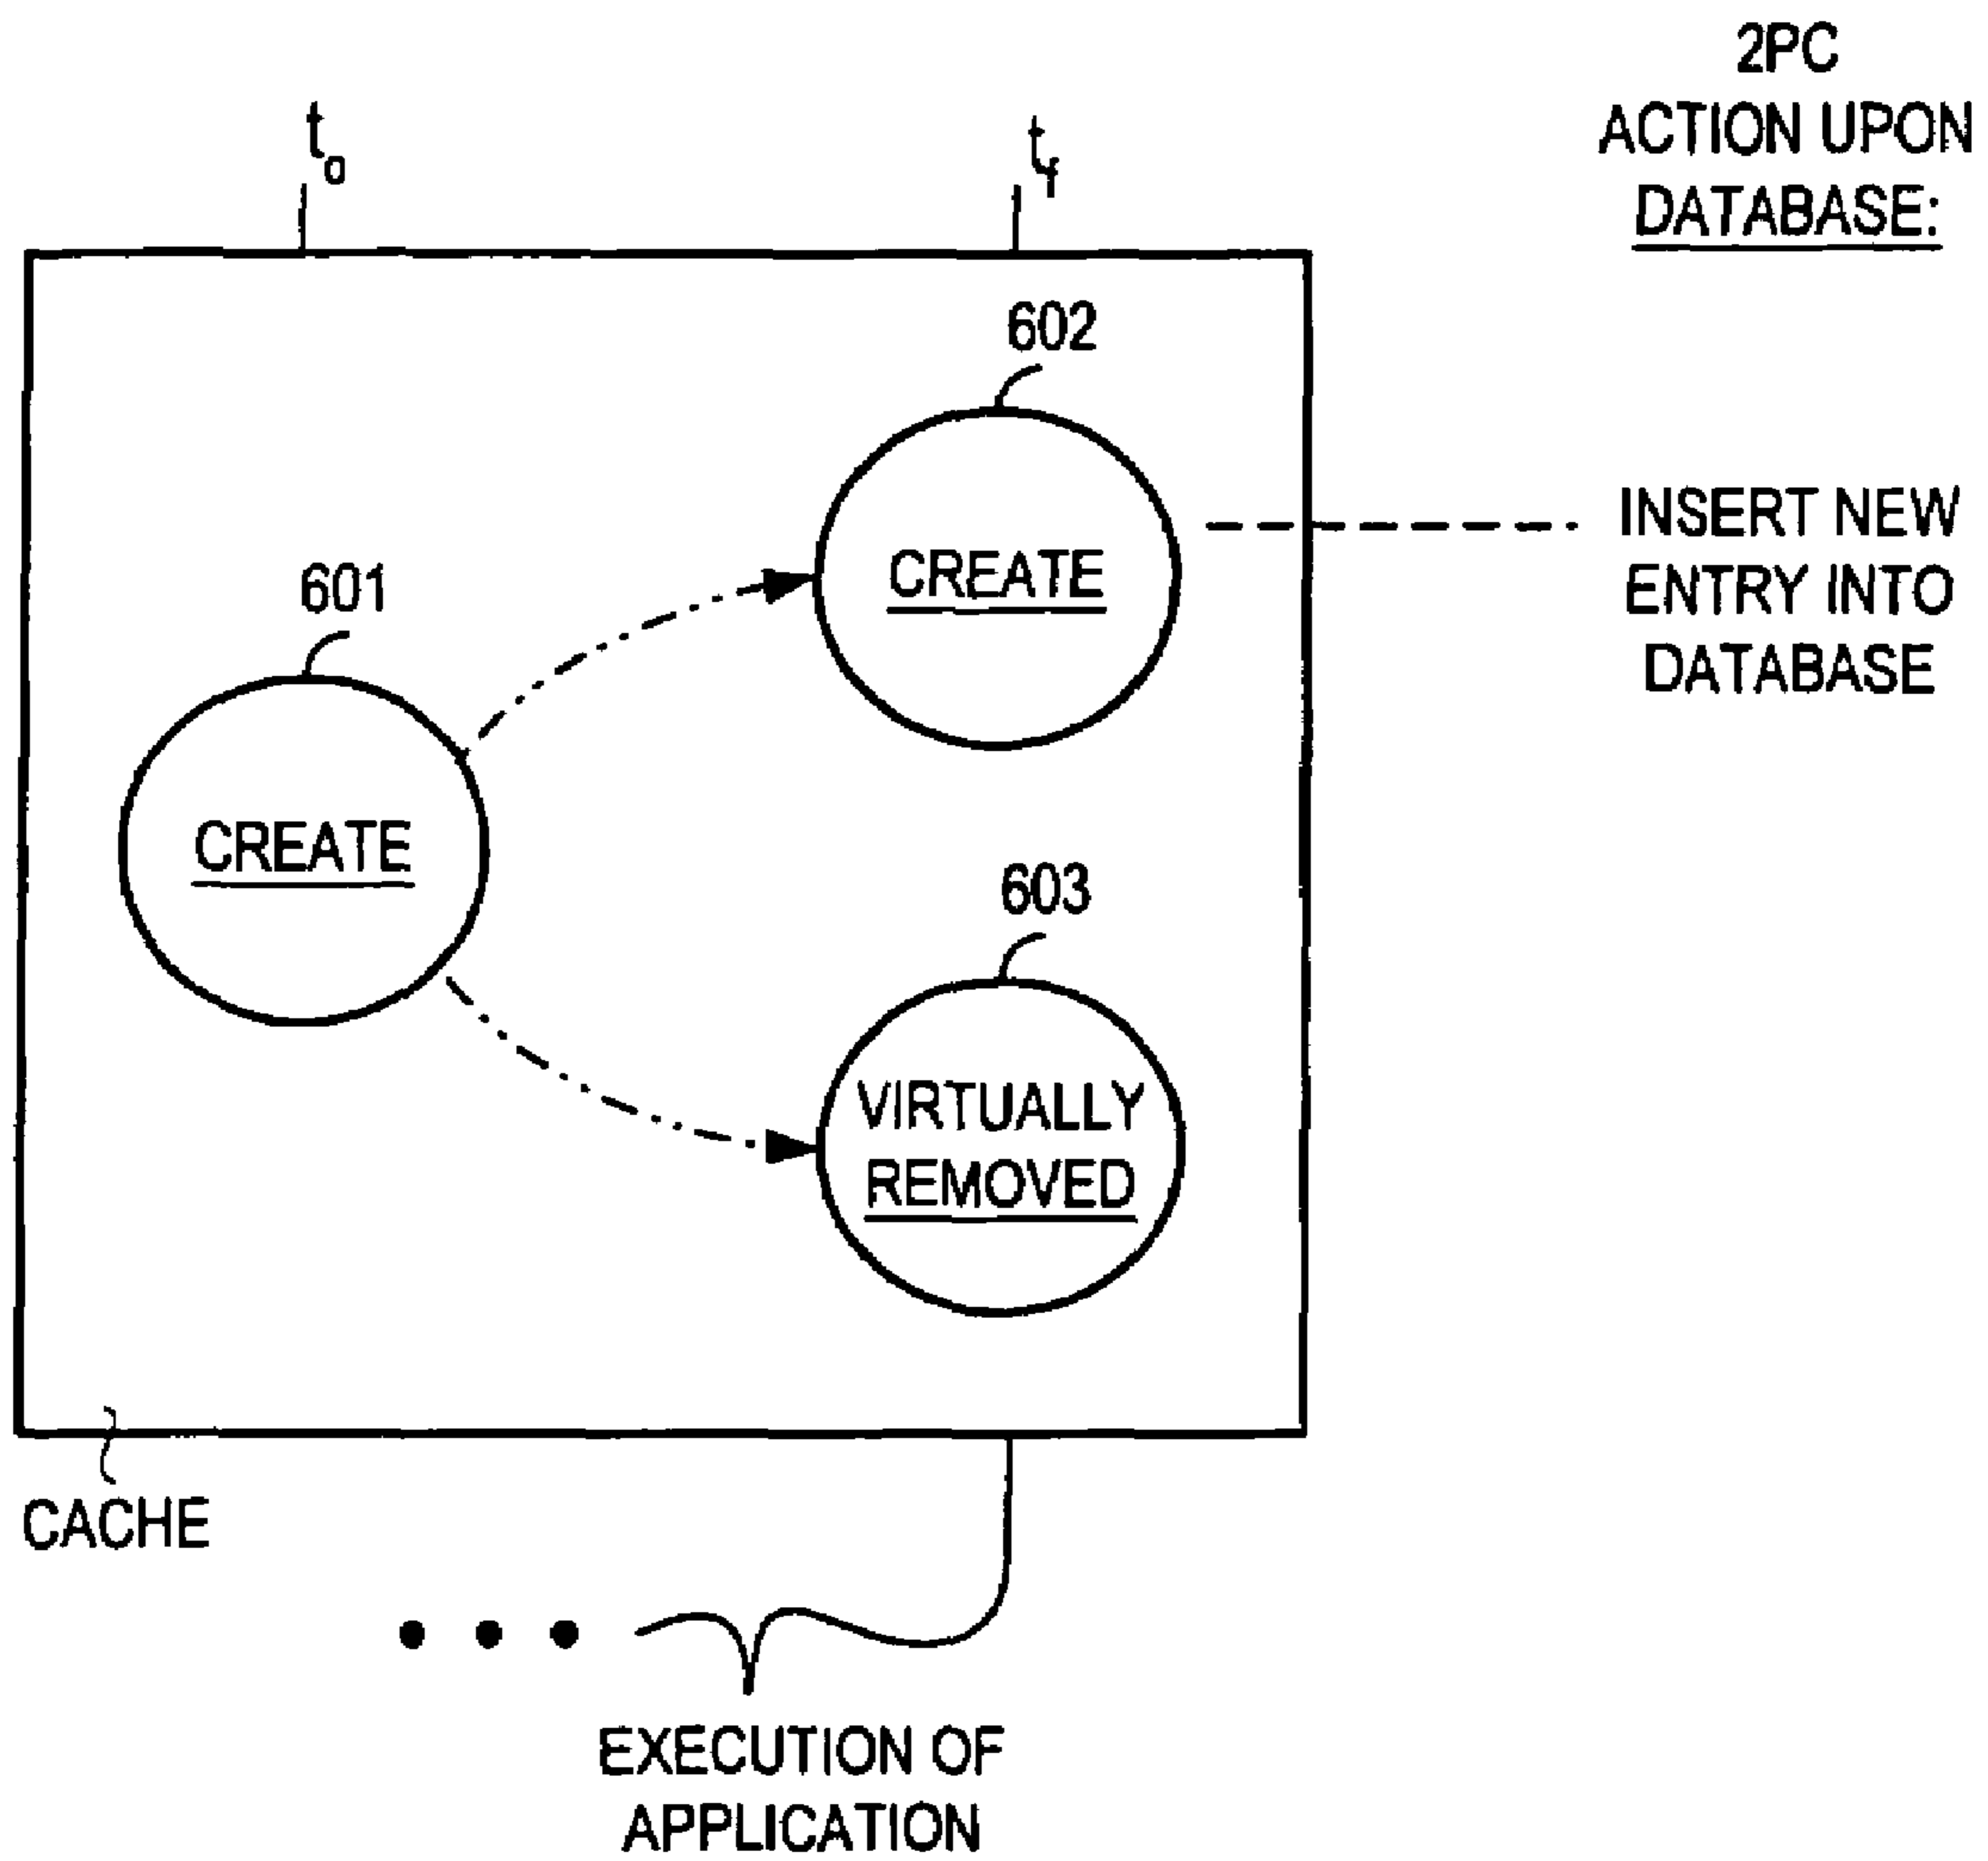 2PC
ACTION UPON
DATABASE:
t0
tf
602
CREATE
INSERT NEW
ENTRY INTO
DATABASE
601
CREATE
603
VIRTUALLY
REMOVED
CACHE
EXECUTION OF
APPLICATION